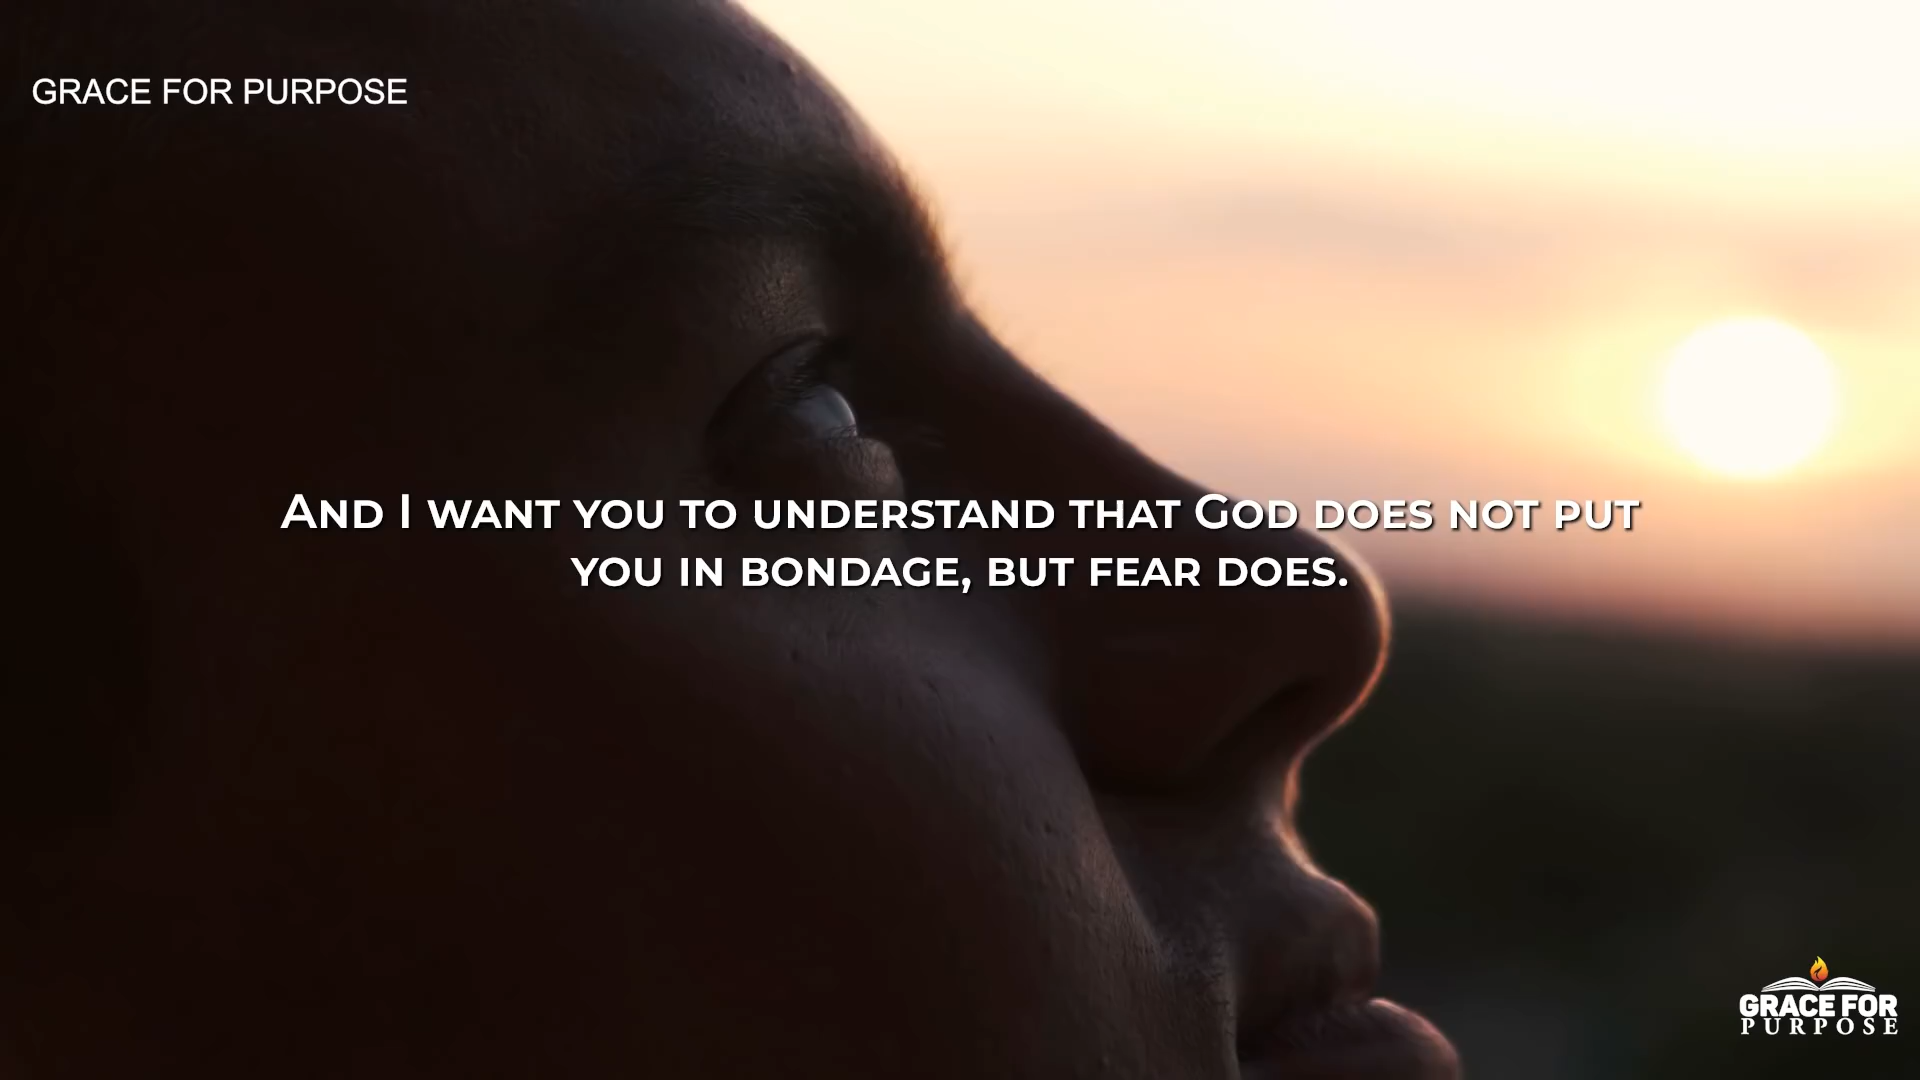 GRACE FOR PURPOSE
And I want you to understand that God does not put
you in bondage, but fear does.
GRACE FOR
PURPOSE